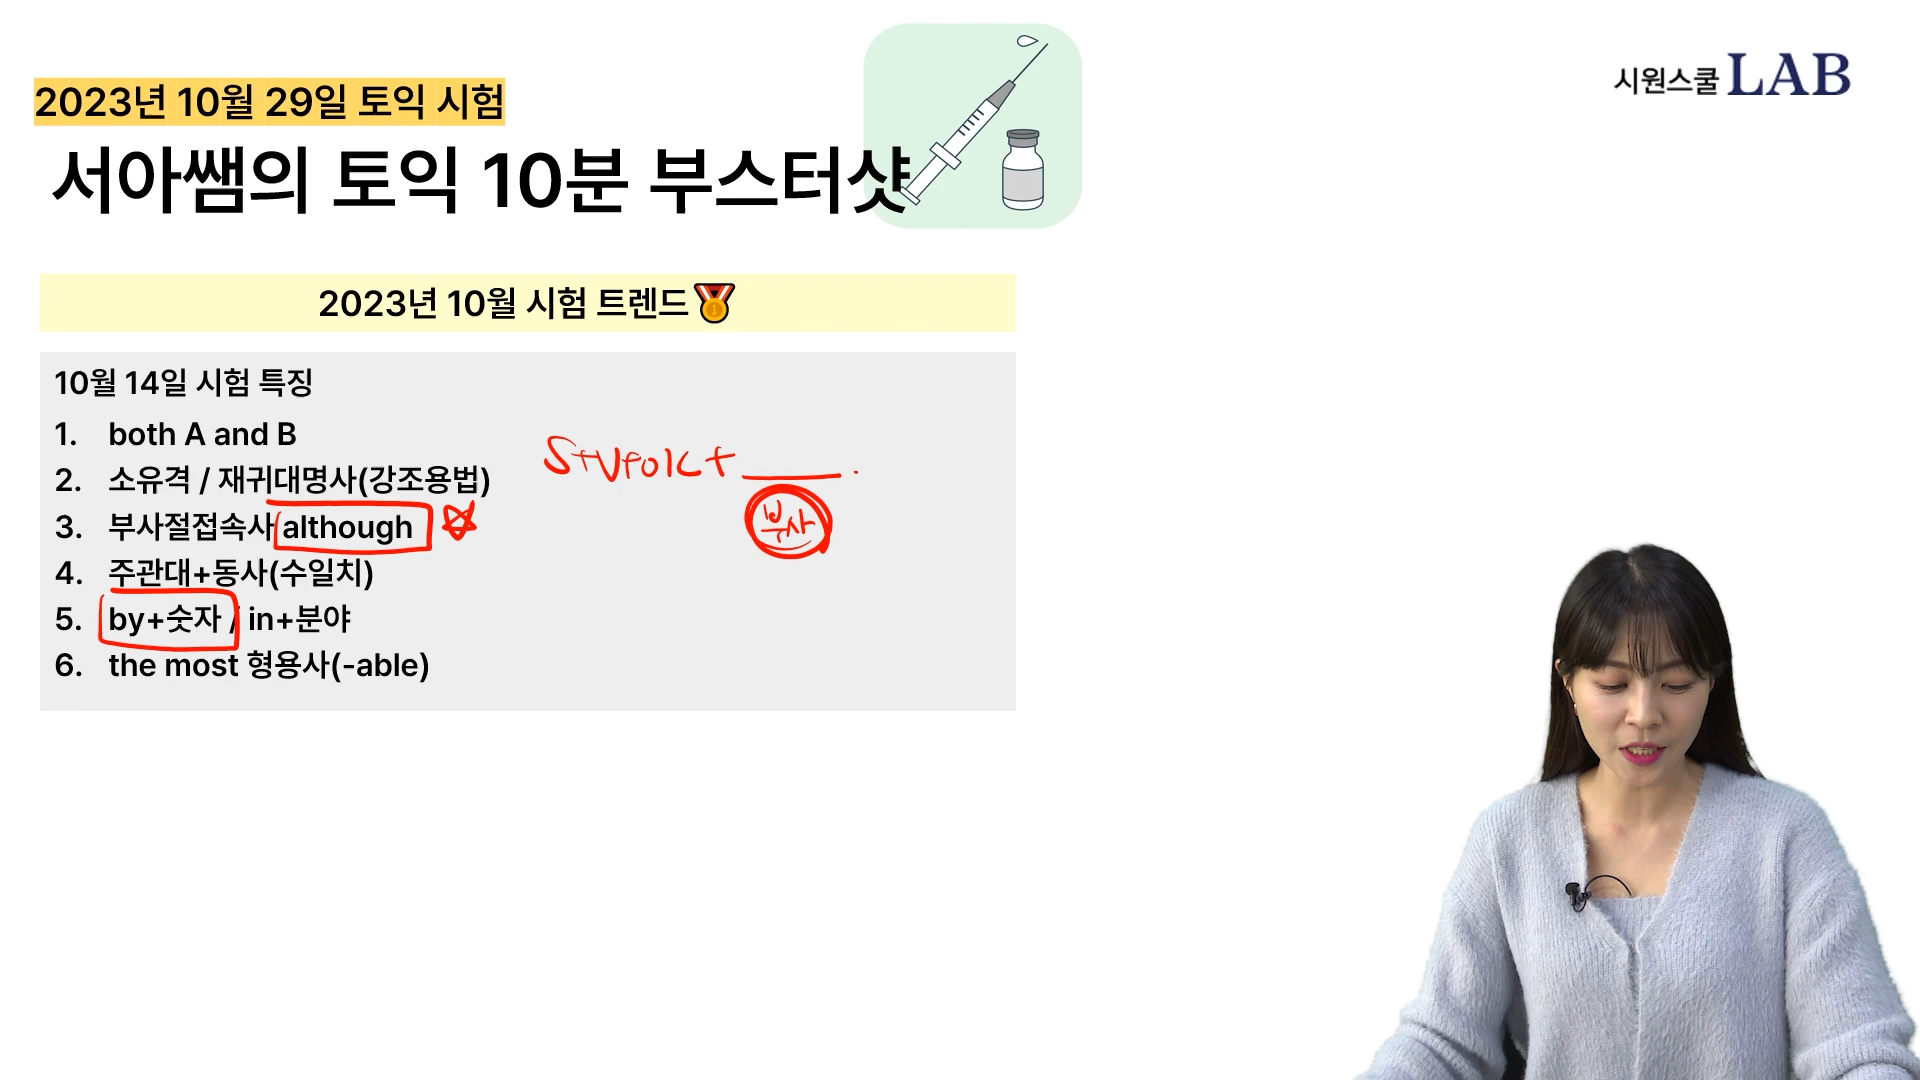 2023년 10월 29일 토익 시험
시원스쿨 LAB
서아쌤의 토익 10분 부스터샷
2023년 10월 시험 트렌드
10월 14일 시험 특징
1. both A and B
2. 소유격 / 재귀대명사(강조용법)
3. 부사절접속사 although
4. 주관대+동사(수일치)
5. by+숫자 / in+분야
6. the most 형용사(-able)
S+V+o1c+ ______ .
부사